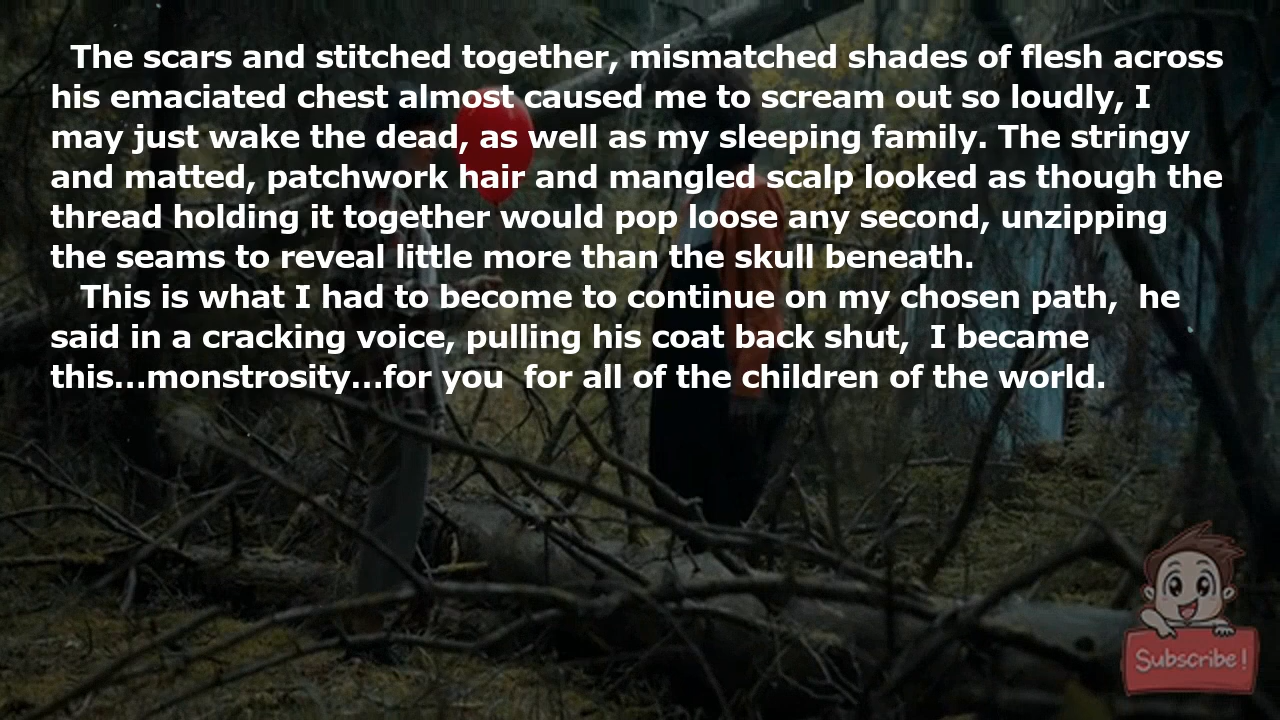 The scars and stitched together, mismatched shades of flesh across
his emaciated chest almost caused me to scream out so loudly, I
may just wake the dead, as well as my sleeping family. The stringy
and matted, patchwork hair and mangled scalp looked as though the
thread holding it together would pop loose any second, unzipping
the seams to reveal little more than the skull beneath.
This is what I had to become to continue on my chosen path,  he
said in a cracking voice, pulling his coat back shut,  I became
this...monstrosity...for you  for all of the children of the world.
Subscribe!